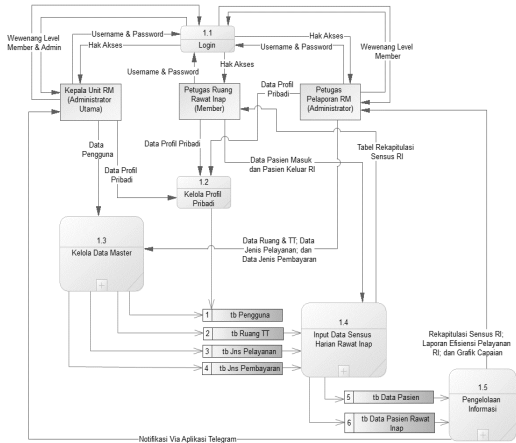 1.1
Login
Wewenang Level
Member & Admin
Username & Password
Hak Akses
Username & Password
Hak Akses
Hak Akses
Username & Password
Wewenang Level
Member
Kepala Unit RM
(Administrator
Utama)
Petugas Ruang
Rawat Inap
(Member)
Data Profil
Pribadi
Petugas
Pelaporan RM
(Administrator)
Data
Pengguna
Data Profil
Pribadi
Data Profil Pribadi
Tabel Rekapitulasi
Sensus RI
Data Pasien Masuk
dan Pasien Keluar RI
1.2
Kelola Profil
Pribadi
1.3
Kelola Data Master
Data Ruang & TT; Data
Jenis Pelayanan; dan
Data Jenis Pembayaran
1 tb Pengguna
2 tb Ruang TT
3 tb Jns Pelayanan
4 tb Jns Pembayaran
1.4
Input Data Sensus
Harian Rawat Inap
Rekapitulasi Sensus RI;
Laporan Efisiensi Pelayanan
RI; dan Grafik Capaian
5 tb Data Pasien
6 tb Data Pasien Rawat
Inap
1.5
Pengelolaan
Informasi
Notifikasi Via Aplikasi Telegram